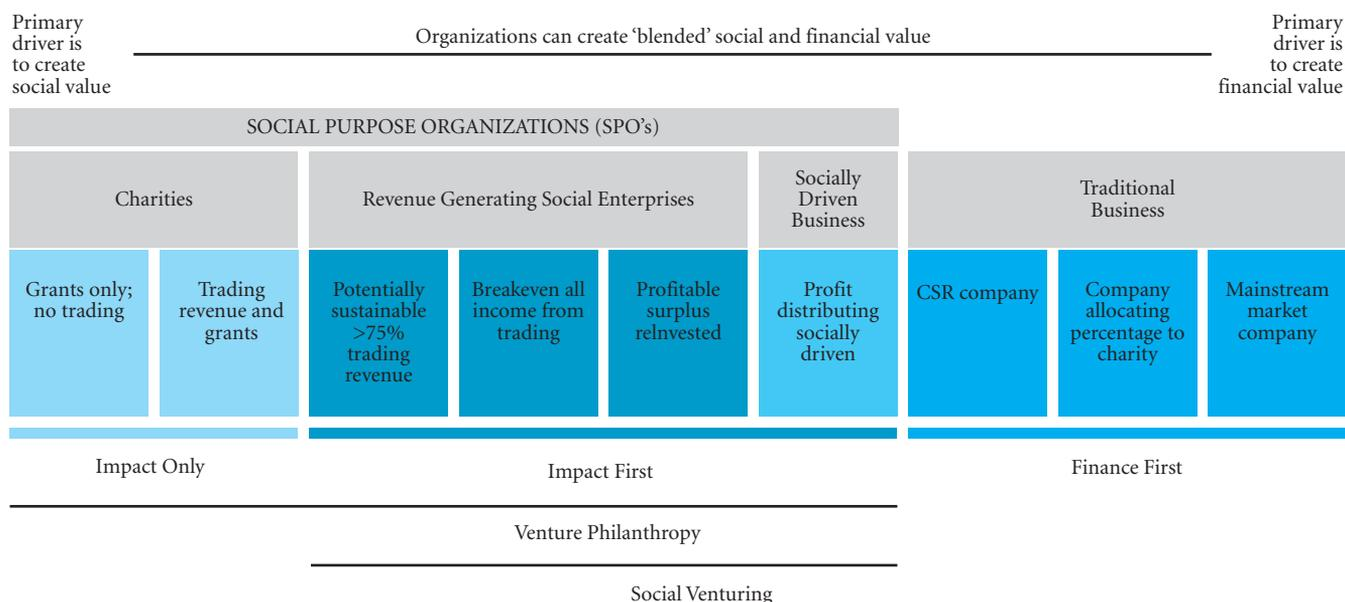 Primary
driver is
to create
social value
Organizations can create ‘blended’ social and financial value
Primary
driver is
to create
financial value
SOCIAL PURPOSE ORGANIZATIONS (SPO's)
Charities
Revenue Generating Social Enterprises
Socially
Driven
Business
Traditional
Business
Grants only;
no trading
Trading
revenue and
grants
Potentially
sustainable
>75%
trading
revenue
Breakeven all
income from
trading
Profitable
surplus
reInvested
Profit
distributing
socially
driven
CSR company
Company
allocating
percentage to
charity
Mainstream
market
company
Impact Only
Impact First
Finance First
Venture Philanthropy
Social Venturing